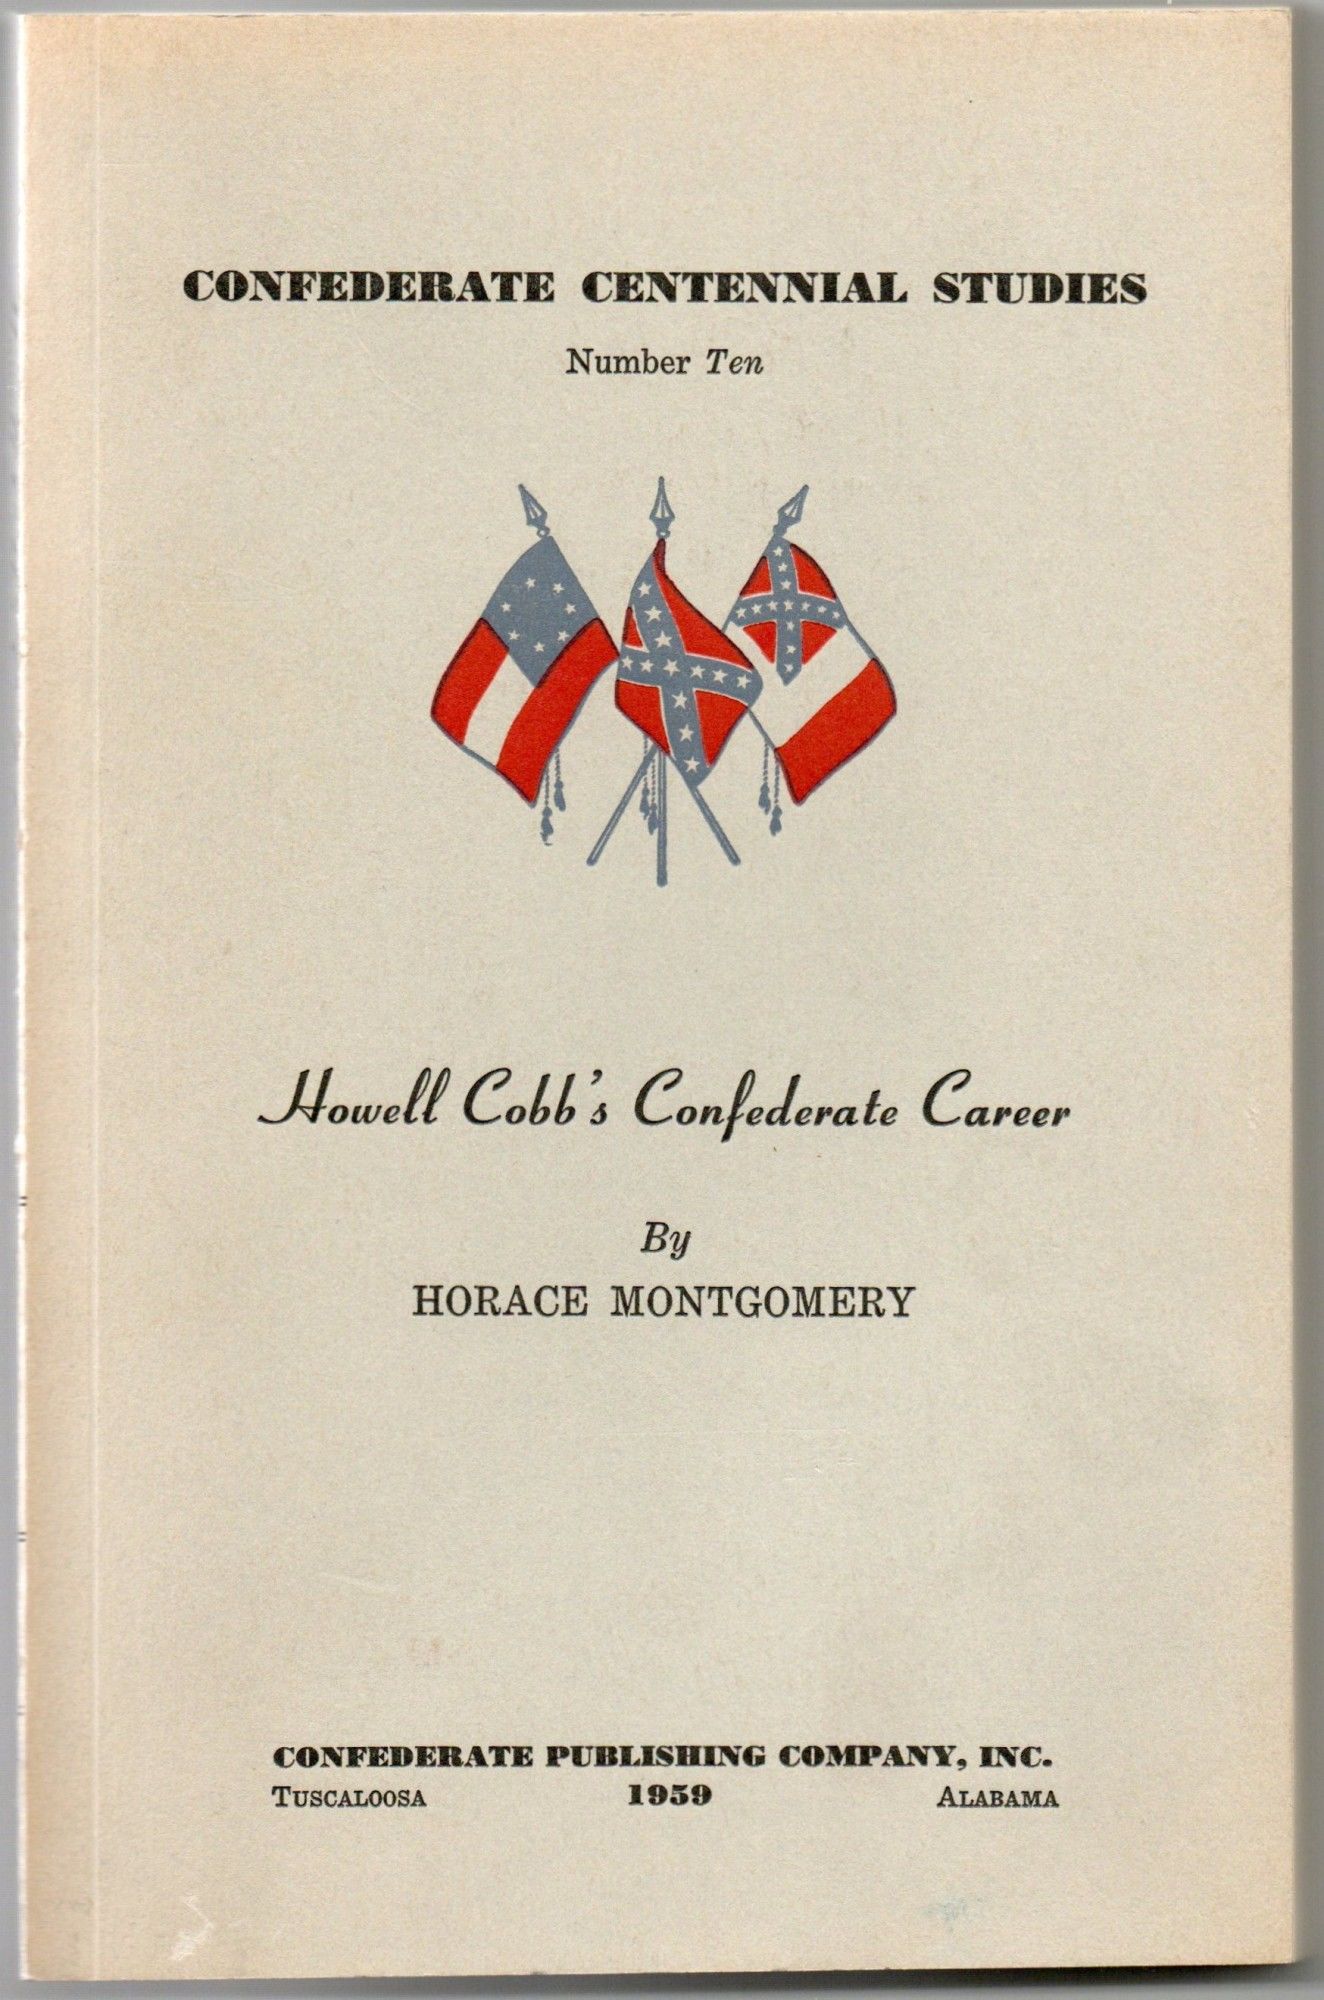 CONFEDERATE CENTENNIAL STUDIES
Number Ten
Howell Cobb's Confederate Career
By
HORACE MONTGOMERY
CONFEDERATE PUBLISHING COMPANY, INC.
TUSCALOOSA 1959 ALABAMA